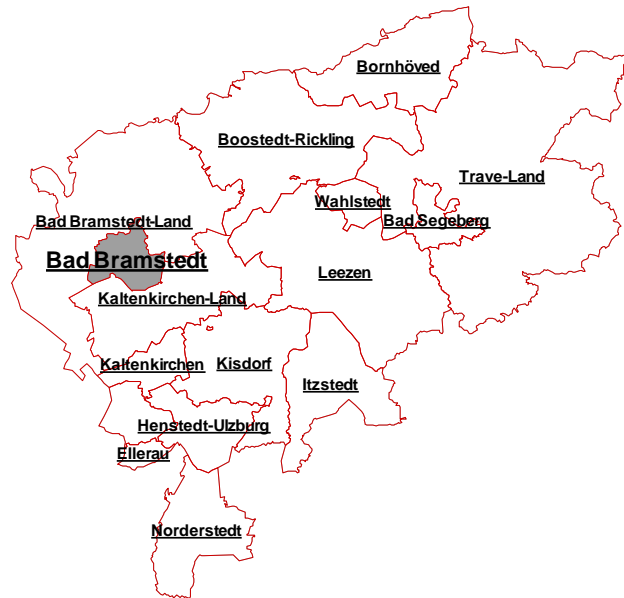 Bornhöved
Boostedt-Rickling
Trave-Land
Wahlstedt
Bad Segeberg
Bad Bramstedt-Land
Bad Bramstedt
Leezen
Kaltenkirchen-Land
Kaltenkirchen
Kisdorf
Itzstedt
Henstedt-Ulzburg
Ellerau
Norderstedt